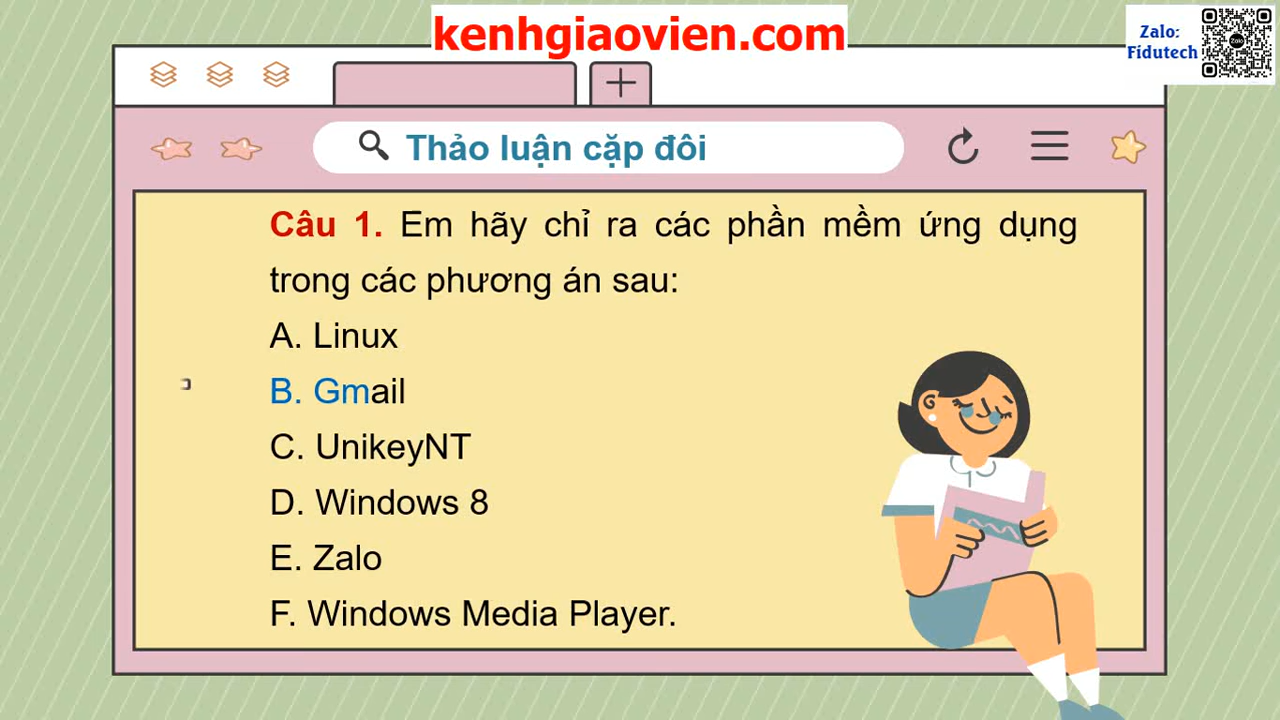 kenhgiaovien.com
Zalo:
Fidutech
Zalo
Thảo luận cặp đôi
Câu 1. Em hãy chỉ ra các phần mềm ứng dụng
trong các phương án sau:
A. Linux
B. Gmail
C. UnikeyNT
D. Windows 8
E. Zalo
F. Windows Media Player.